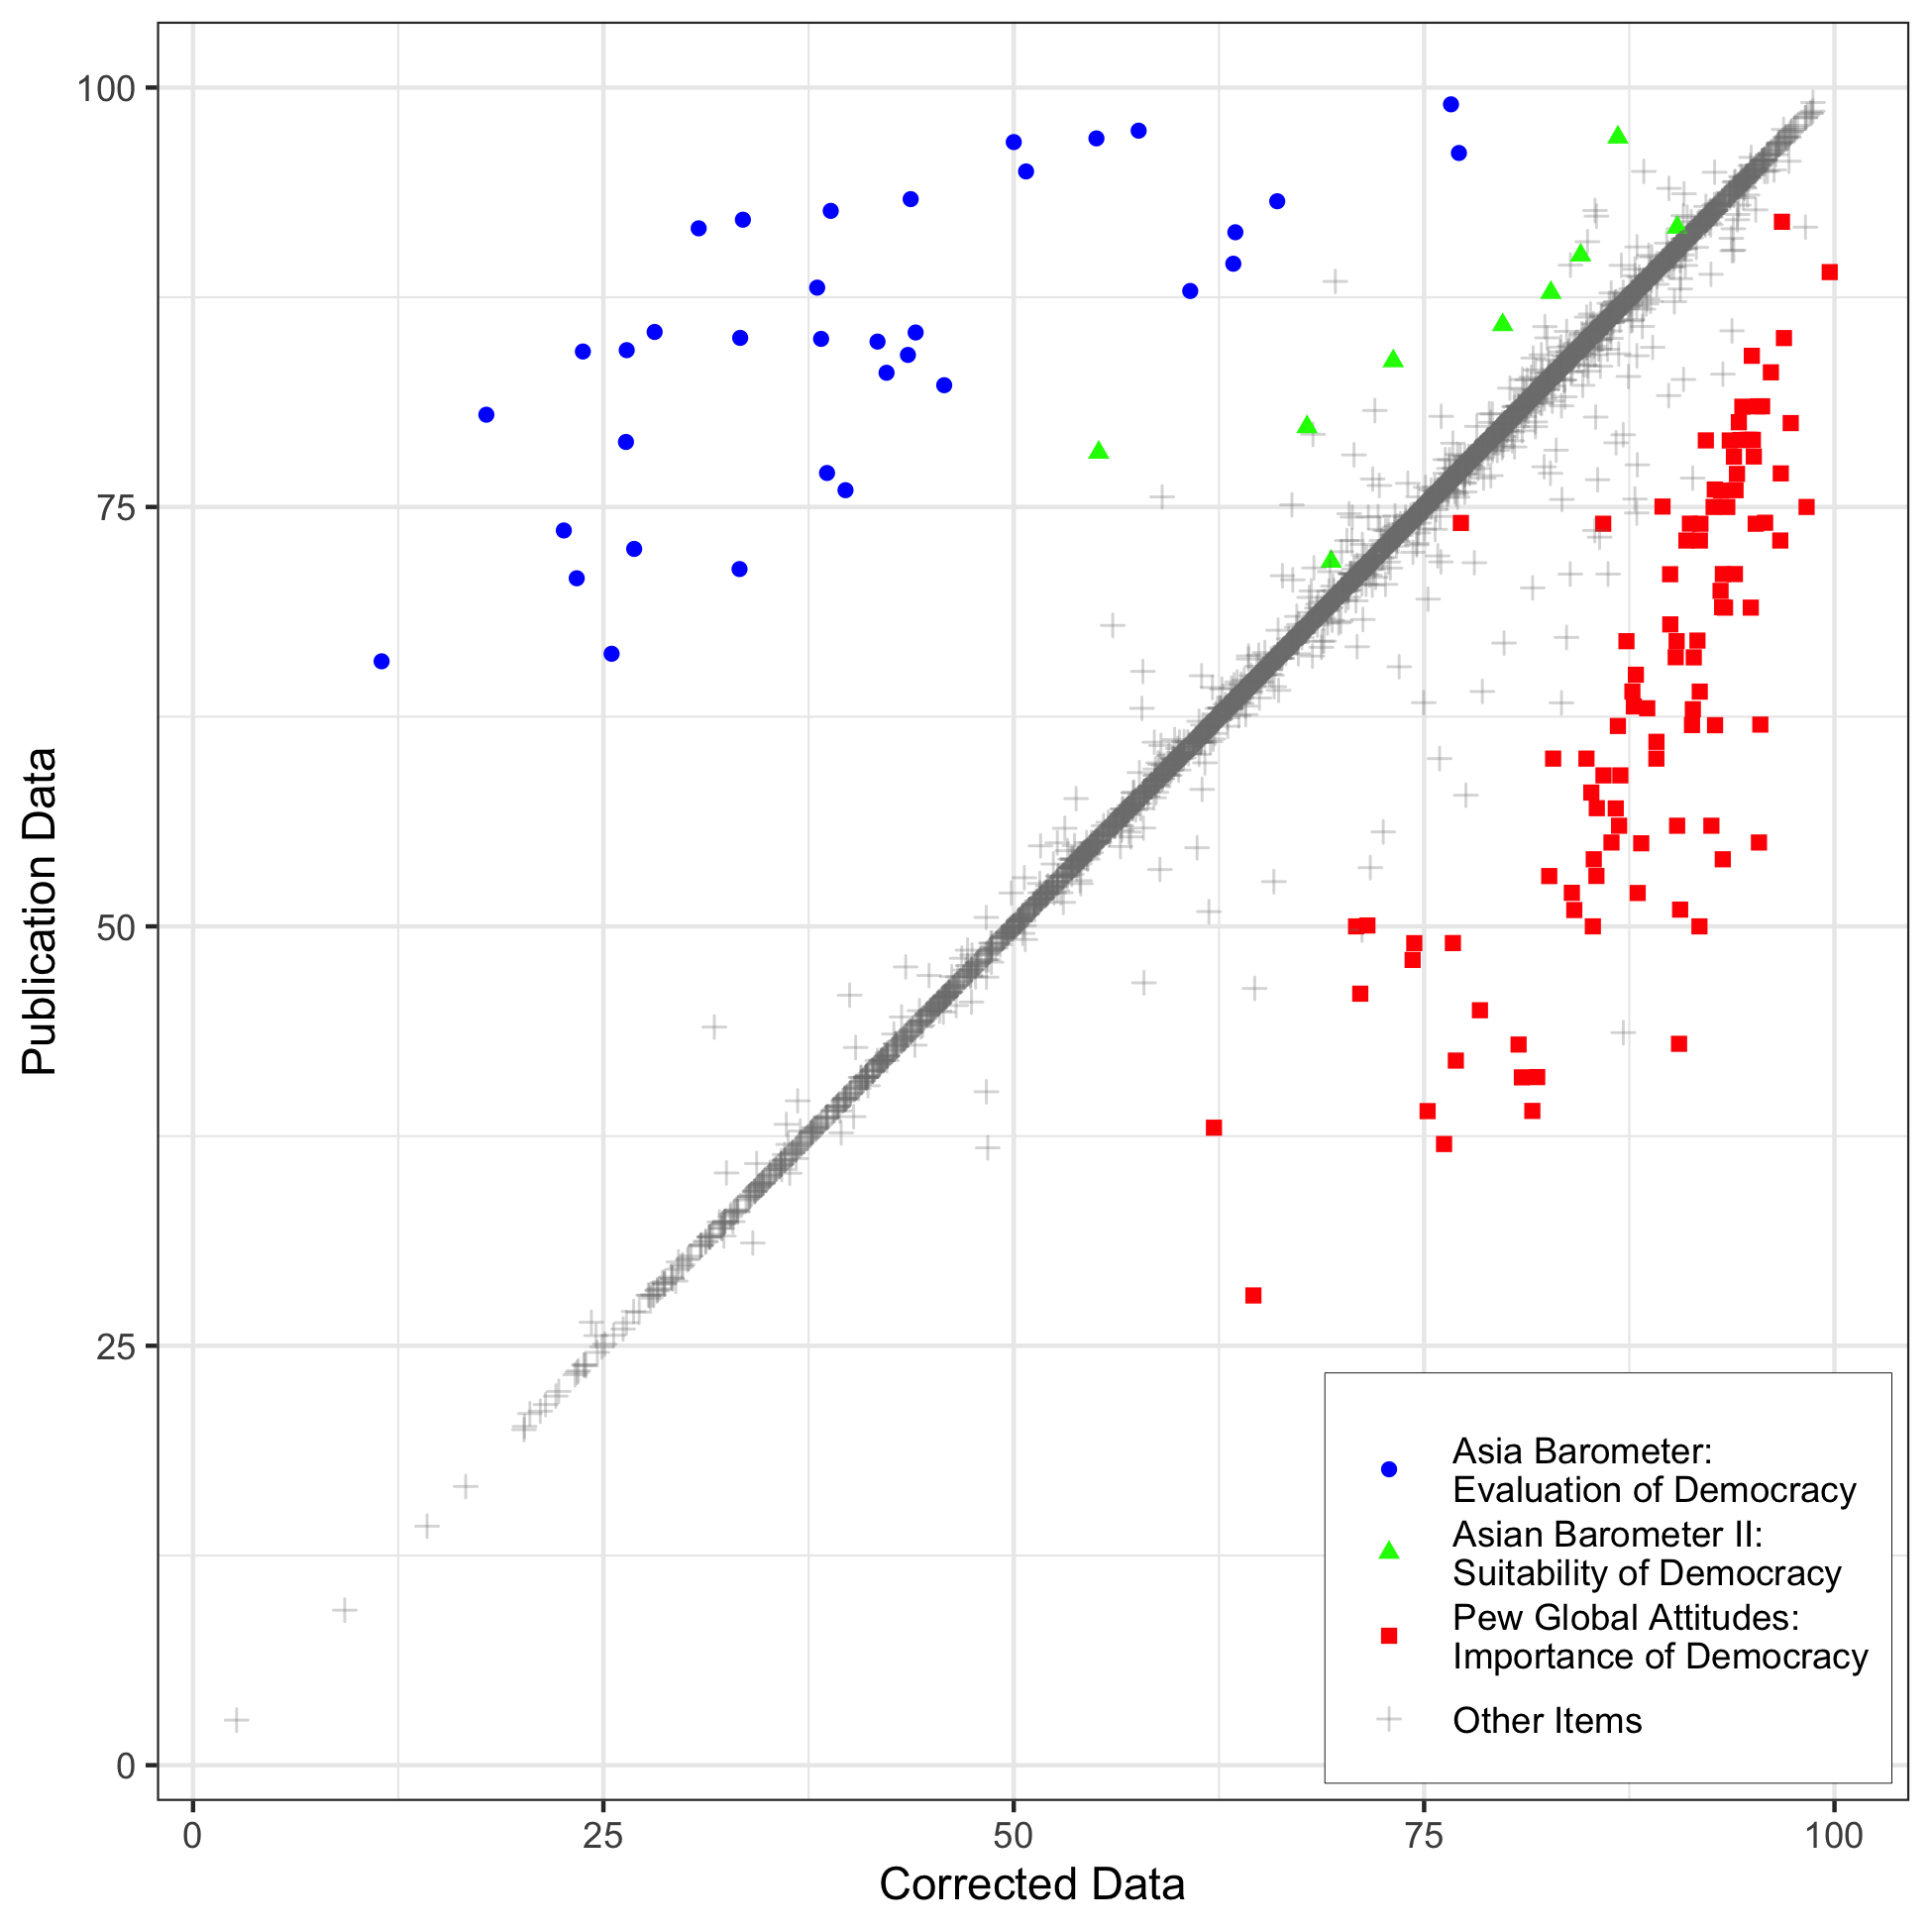 100
75
50
25
0
Publication Data
0 25 50 75 100
Corrected Data
Asia Barometer:
Evaluation of Democracy
Asian Barometer II:
Suitability of Democracy
Pew Global Attitudes:
Importance of Democracy
Other Items